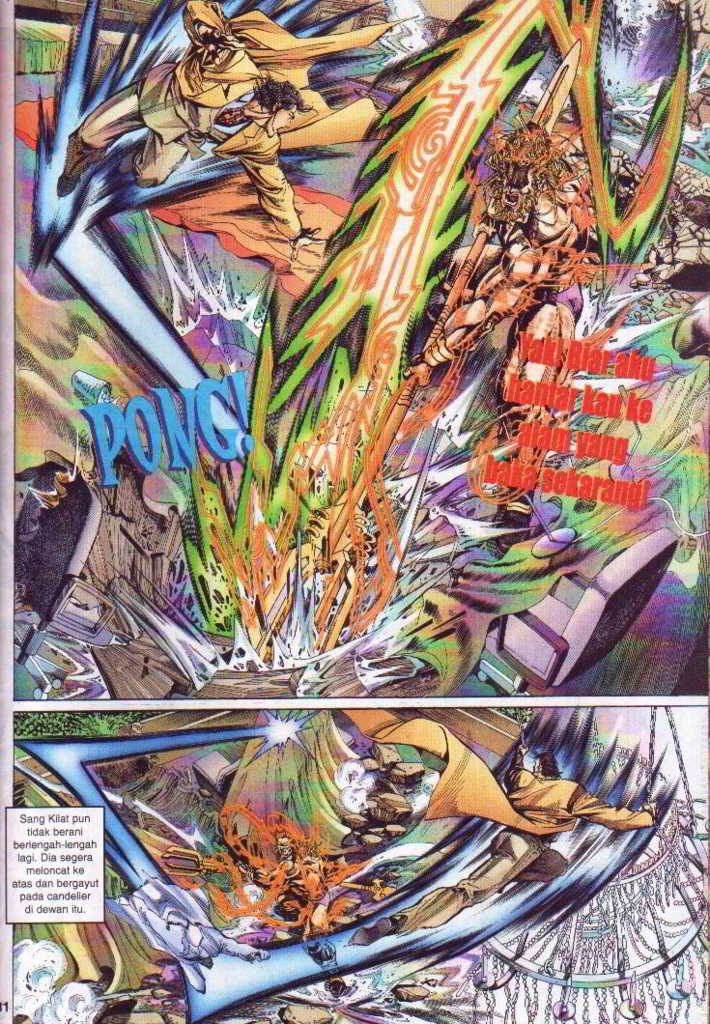 PONG!
Yak! Biar aku
hantar kau ke
alam yang
baka sekarang!
Sang Kilat pun
tidak berani
berlengah-lengah
lagi. Dia segera
meloncat ke
atas dan bergayut
pada candelier
di dewan itu.